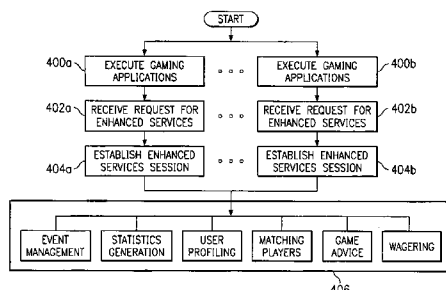 START
400a
EXECUTE GAMING
APPLICATIONS
EXECUTE GAMING
APPLICATIONS
400b
402a
RECEIVE REQUEST FOR
ENHANCED SERVICES
RECEIVE REQUEST FOR
ENHANCED SERVICES
402b
404a
ESTABLISH ENHANCED
SERVICES SESSION
ESTABLISH ENHANCED
SERVICES SESSION
404b
EVENT
MANAGEMENT
STATISTICS
GENERATION
USER
PROFILING
MATCHING
PLAYERS
GAME
ADVICE
WAGERING
406